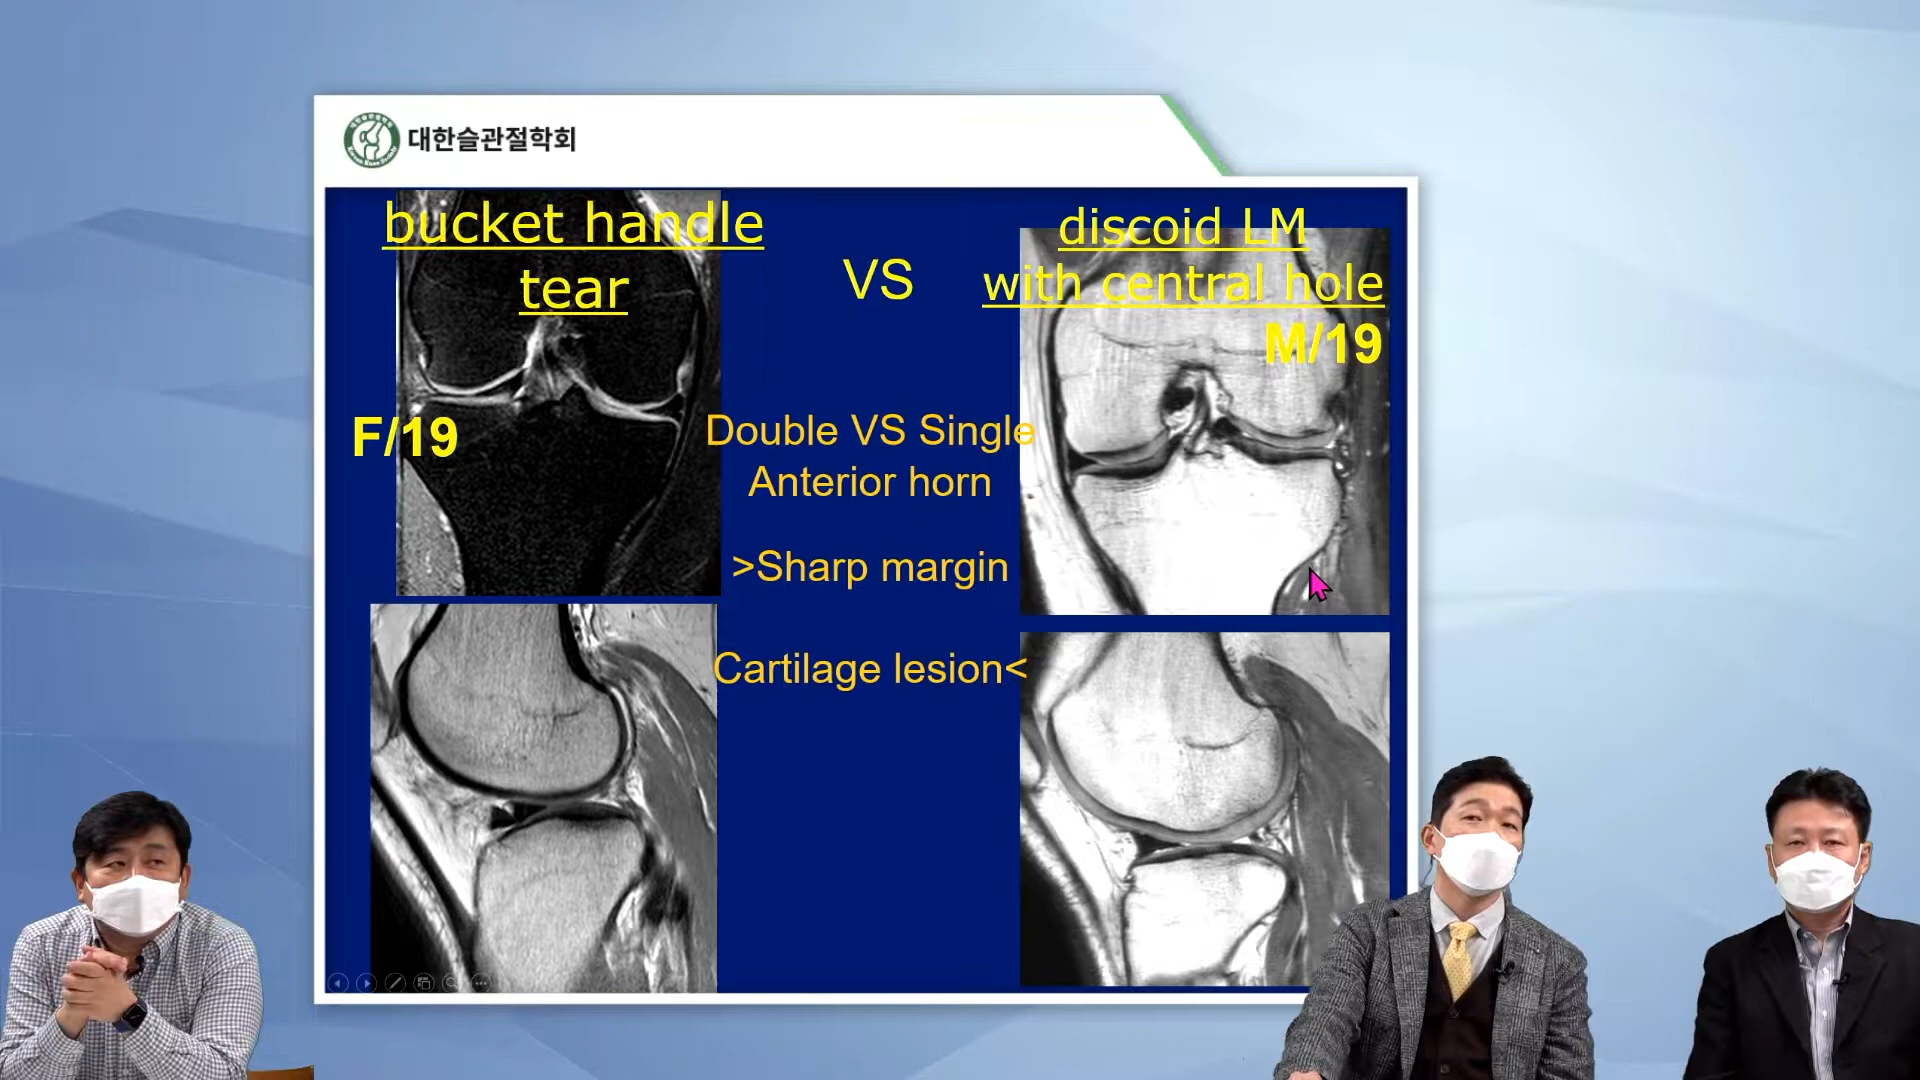 대한슬관절학회
bucket handle
tear
VS
discoid LM
with central hole
M/19
F/19
Double VS Single
Anterior horn
>Sharp margin
Cartilage lesion<